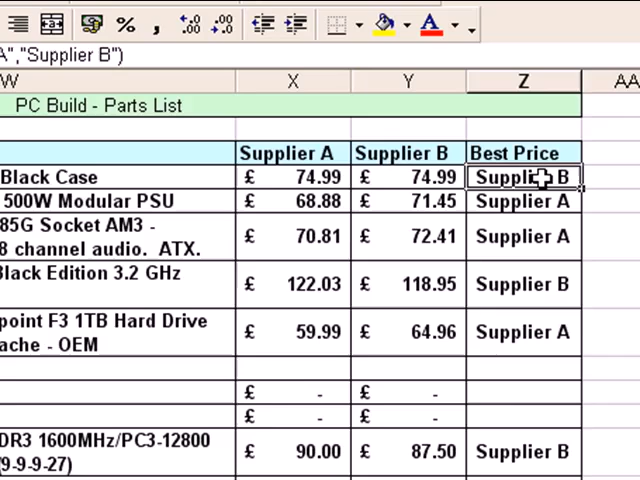 A","Supplier B")
W X Y Z AA
PC Build - Parts List
Supplier A Supplier B Best Price
Black Case £ 74.99 £ 74.99 Supplier B
500W Modular PSU £ 68.88 £ 71.45 Supplier A
85G Socket AM3 -
8 channel audio. ATX. £ 70.81 £ 72.41 Supplier A
Black Edition 3.2 GHz £ 122.03 £ 118.95 Supplier B
point F3 1TB Hard Drive
ache - OEM £ 59.99 £ 64.96 Supplier A
£ - £ -
£ - £ -
DDR3 1600MHz/PC3-12800
(9-9-9-27) £ 90.00 £ 87.50 Supplier B